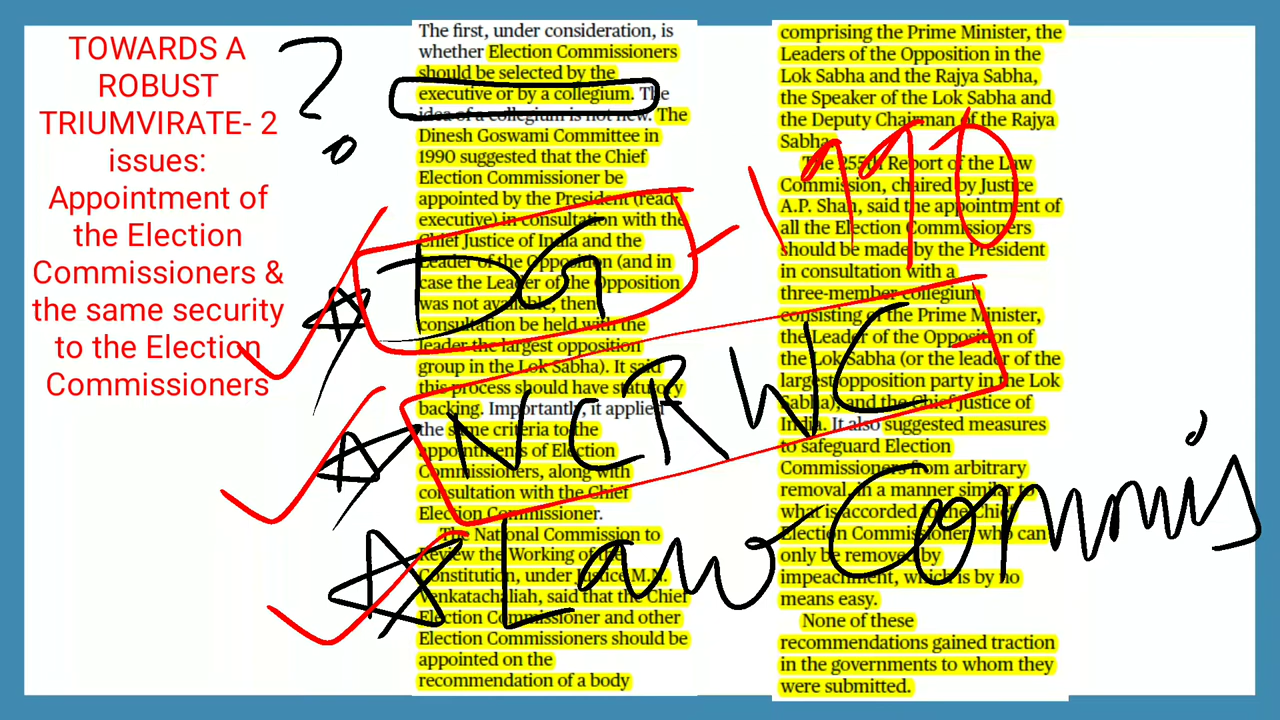 TOWARDS A
ROBUST
TRIUMVIRATE- 2
issues:
Appointment of
the Election
Commissioners &
the same security
to the Election
Commissioners
?
The first, under consideration, is
whether Election Commissioners
should be selected by the
executive or by a collegium. The
idea of a collegium is not new. The
Dinesh Goswami Committee in
1990 suggested that the Chief
Election Commissioner be
appointed by the President (read:
executive) in consultation with the
Chief Justice of India and the
Leader of the Opposition (and in
case the Leader of the Opposition
was not available, then
consultation be held with the
leader the largest opposition
group in the Lok Sabha). It said
this process should have statutory
backing. Importantly, it applied
the same criteria to the
appointments of Election
Commissioners, along with
consultation with the Chief
Election Commissioner.
The National Commission to
Review the Working of the
Constitution, under Justice M.N.
Venkatachaliah, said that the Chief
Election Commissioner and other
Election Commissioners should be
appointed on the
recommendation of a body
comprising the Prime Minister, the
Leaders of the Opposition in the
Lok Sabha and the Rajya Sabha,
the Speaker of the Lok Sabha and
the Deputy Chairman of the Rajya
Sabha.
The 255th Report of the Law
Commission, chaired by Justice
A.P. Shah, said the appointment of
all the Election Commissioners
should be made by the President
in consultation with a
three-member collegium
consisting of the Prime Minister,
the Leader of the Opposition of
the Lok Sabha (or the leader of the
largest opposition party in the Lok
Sabha), and the Chief Justice of
India. It also suggested measures
to safeguard Election
Commissioners from arbitrary
removal, in a manner similar to
what is accorded to the Chief
Election Commissioner, who can
only be removed by
impeachment, which is by no
means easy.
None of these
recommendations gained traction
in the governments to whom they
were submitted.
- 1990
NCRWC
Law Commis